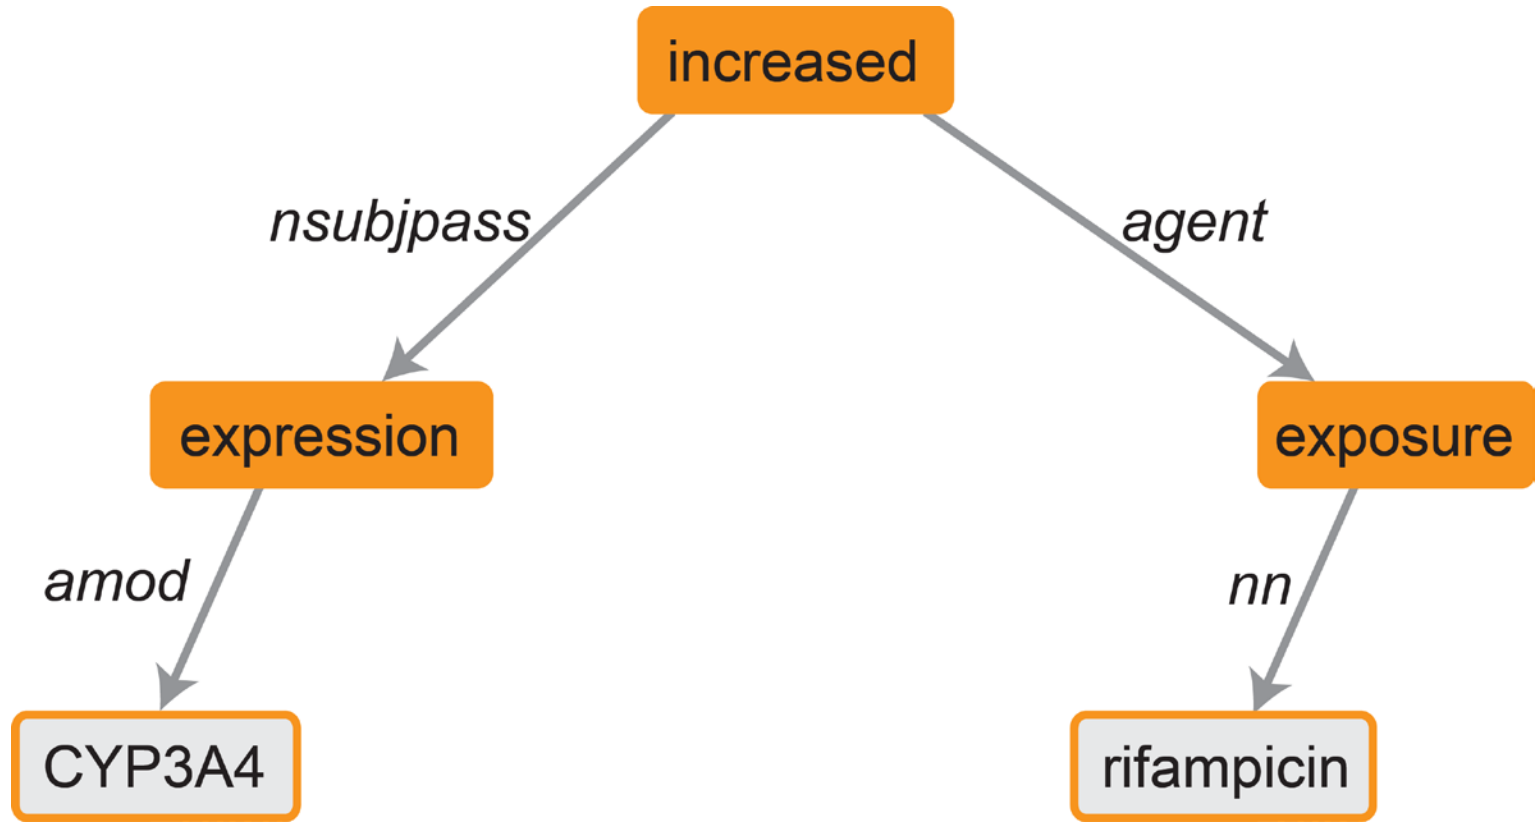 increased
nsubjpass
agent
expression
exposure
amod
nn
CYP3A4
rifampicin